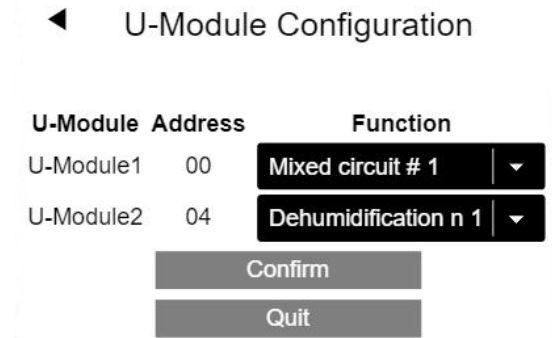 U-Module Configuration
U-Module Address Function
U-Module1 00 Mixed circuit # 1
U-Module2 04 Dehumidification n 1
Confirm
Quit